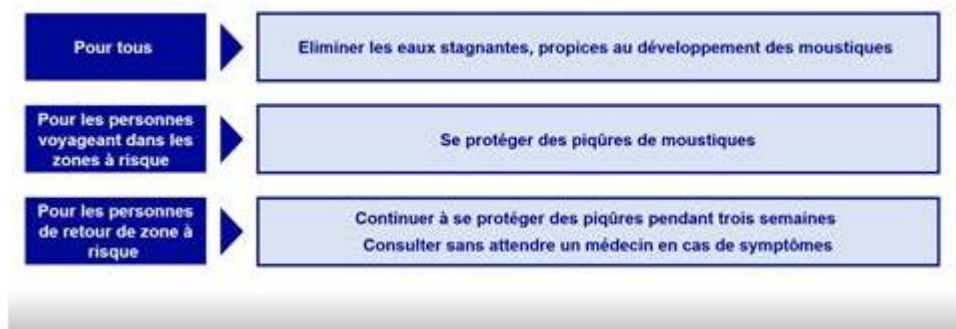 Pour tous
Eliminer les eaux stagnantes, propices au développement des moustiques
Pour les personnes
voyageant dans les
zones à risque
Se protéger des piqûres de moustiques
Pour les personnes
de retour de zone à
risque
Continuer à se protéger des piqûres pendant trois semaines
Consulter sans attendre un médecin en cas de symptômes